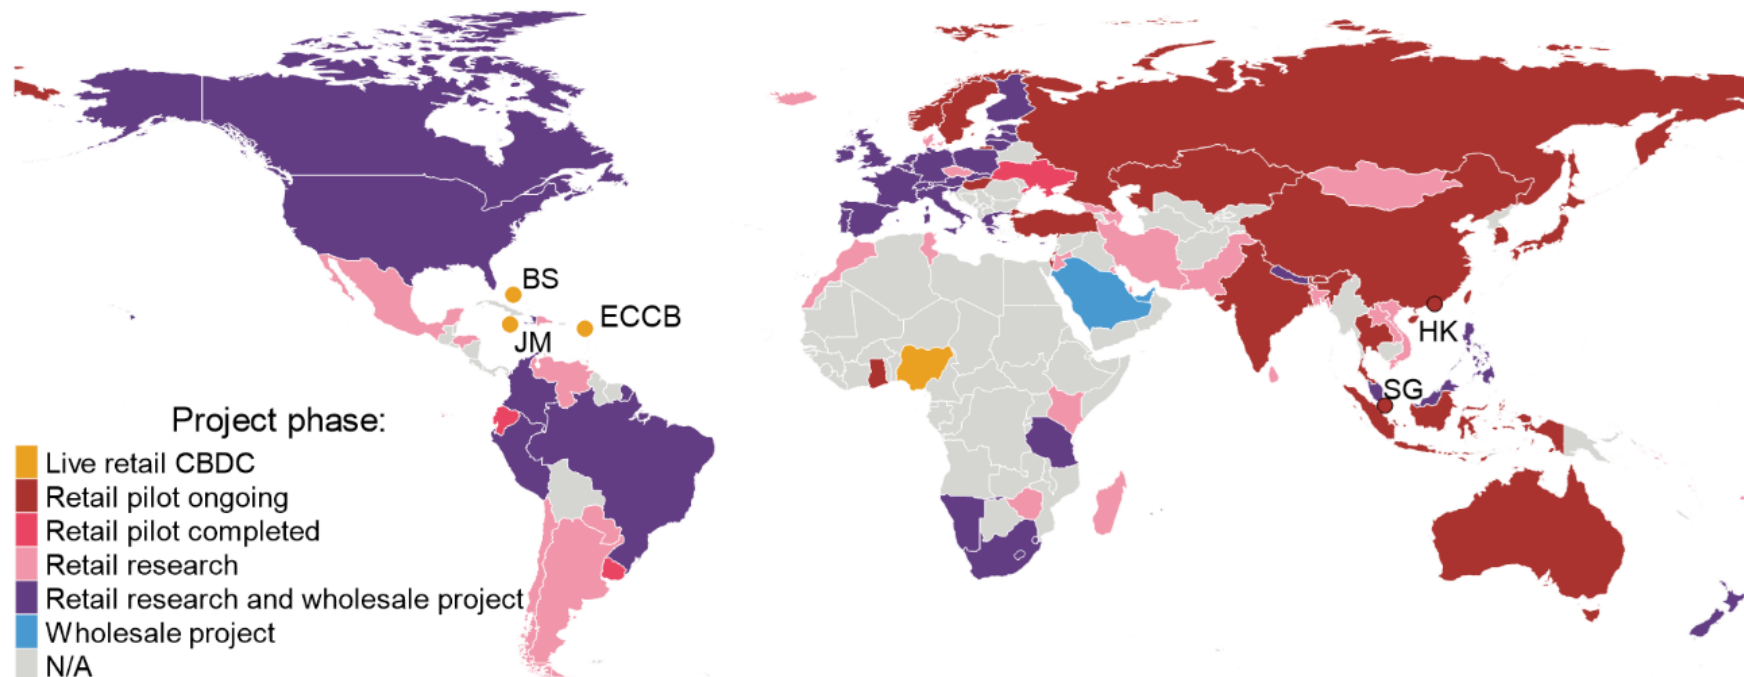 BS
ECCB
JM
HK
SG
Project phase:
Live retail CBDC
Retail pilot ongoing
Retail pilot completed
Retail research
Retail research and wholesale project
Wholesale project
N/A